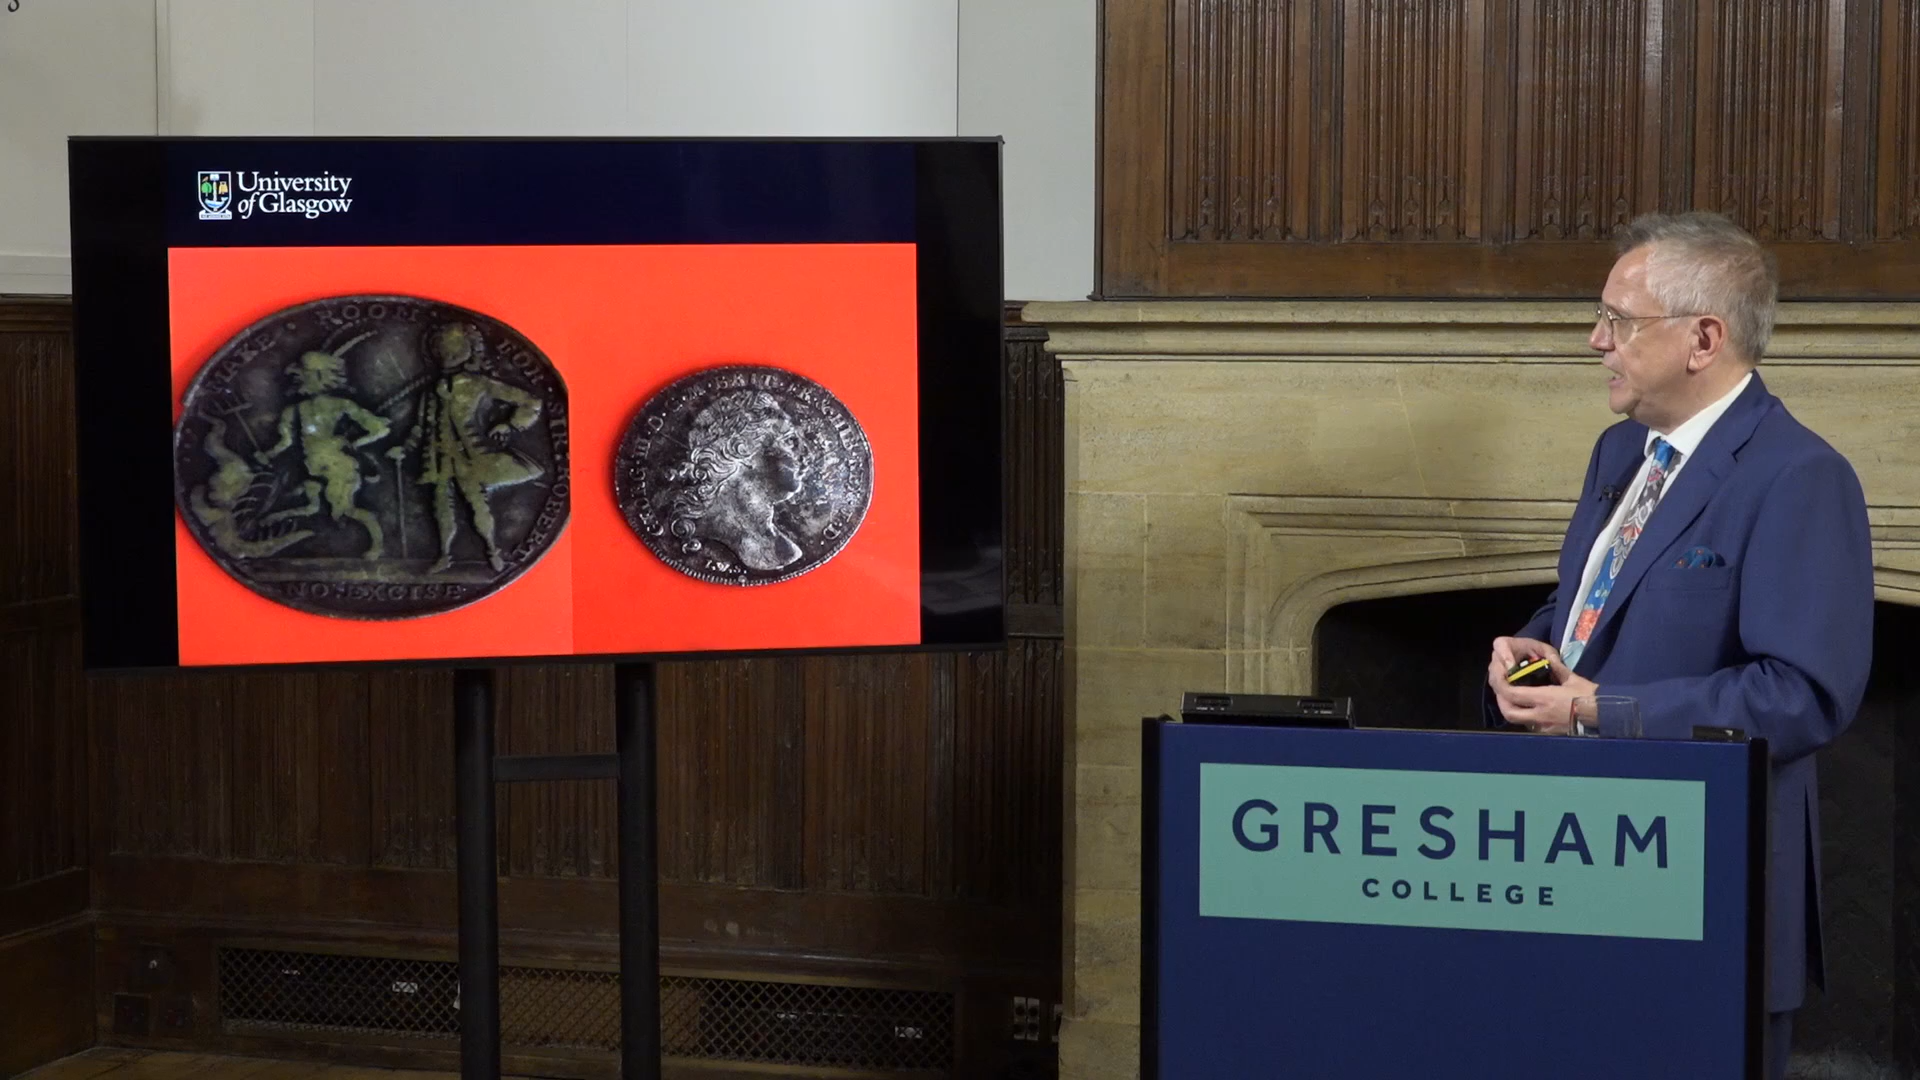 University
of Glasgow
MAKE · ROOM · FOR · SIR · ROBERT
NO · EXCISE
GRESHAM
COLLEGE